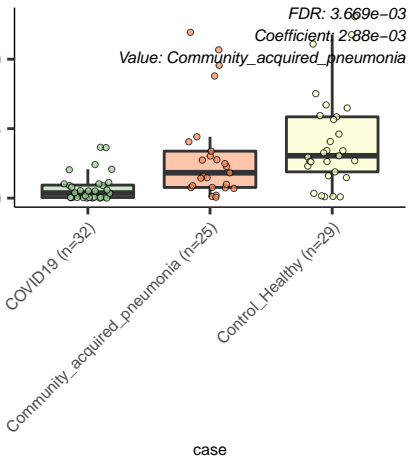 FDR: 3.669e−03
Coefficient: 2.88e−03
Value: Community_acquired_pneumonia
COVID19 (n=32)
Community_acquired_pneumonia (n=25)
Control_Healthy (n=29)
case